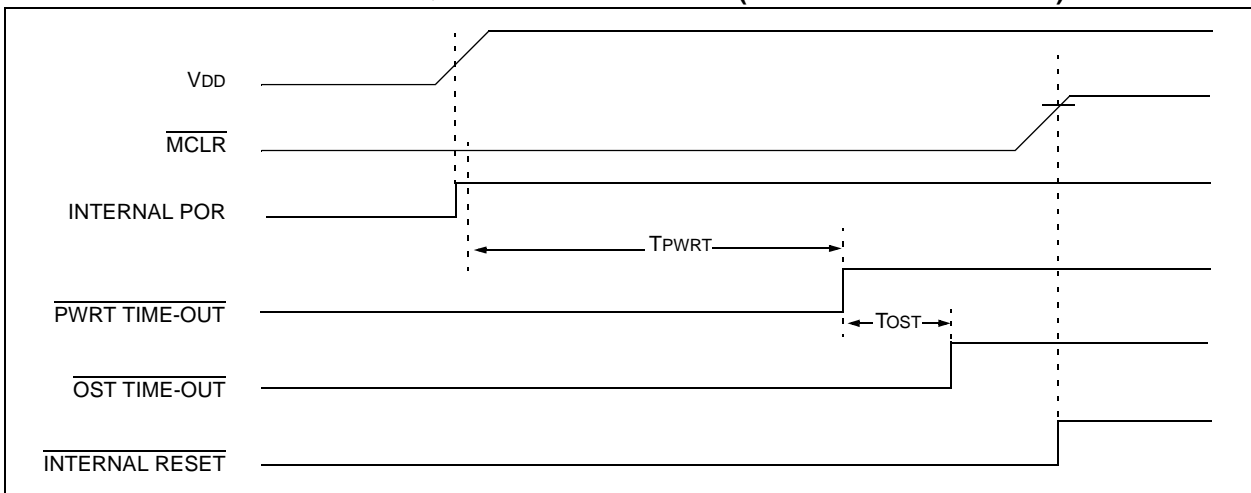 VDD
MCLR
INTERNAL POR
TPWRT
PWRT TIME-OUT
TOST
OST TIME-OUT
INTERNAL RESET